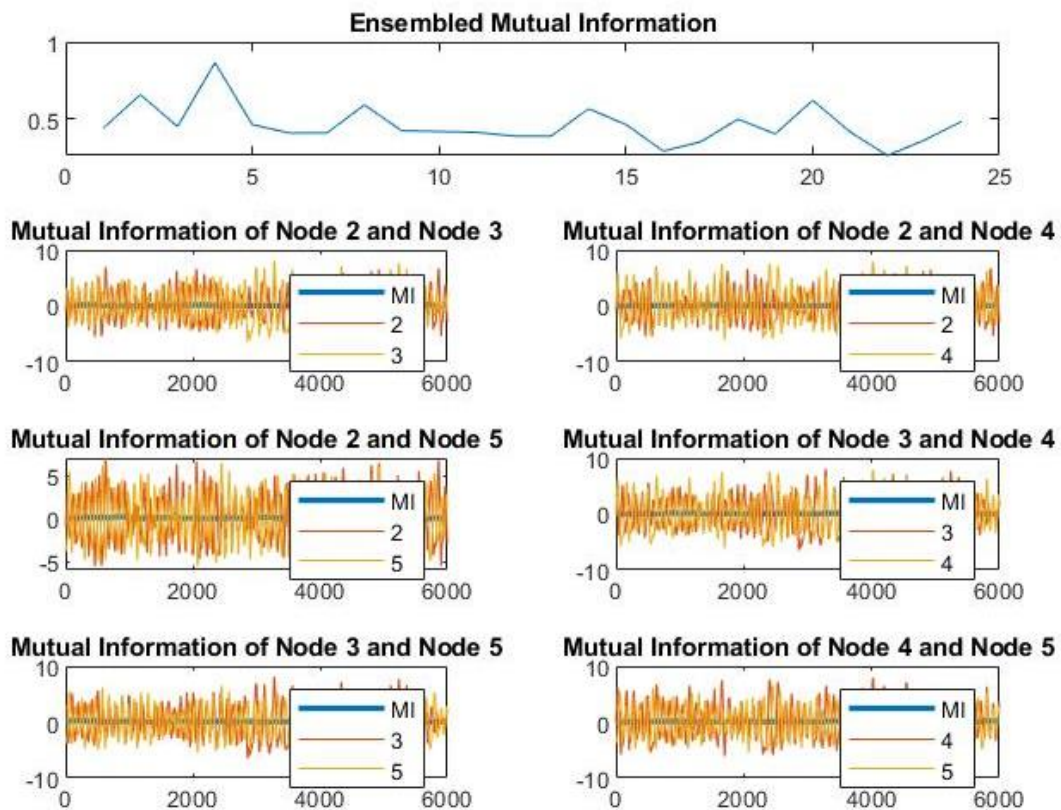 Ensembled Mutual Information
1
0.5
0 5 10 15 20 25
Mutual Information of Node 2 and Node 3
10
0
-10
0 2000 4000 6000
MI
2
3
Mutual Information of Node 2 and Node 4
10
0
-10
0 2000 4000 6000
MI
2
4
Mutual Information of Node 2 and Node 5
5
0
-5
0 2000 4000 6000
MI
2
5
Mutual Information of Node 3 and Node 4
10
0
-10
0 2000 4000 6000
MI
3
4
Mutual Information of Node 3 and Node 5
10
0
-10
0 2000 4000 6000
MI
3
5
Mutual Information of Node 4 and Node 5
10
0
-10
0 2000 4000 6000
MI
4
5